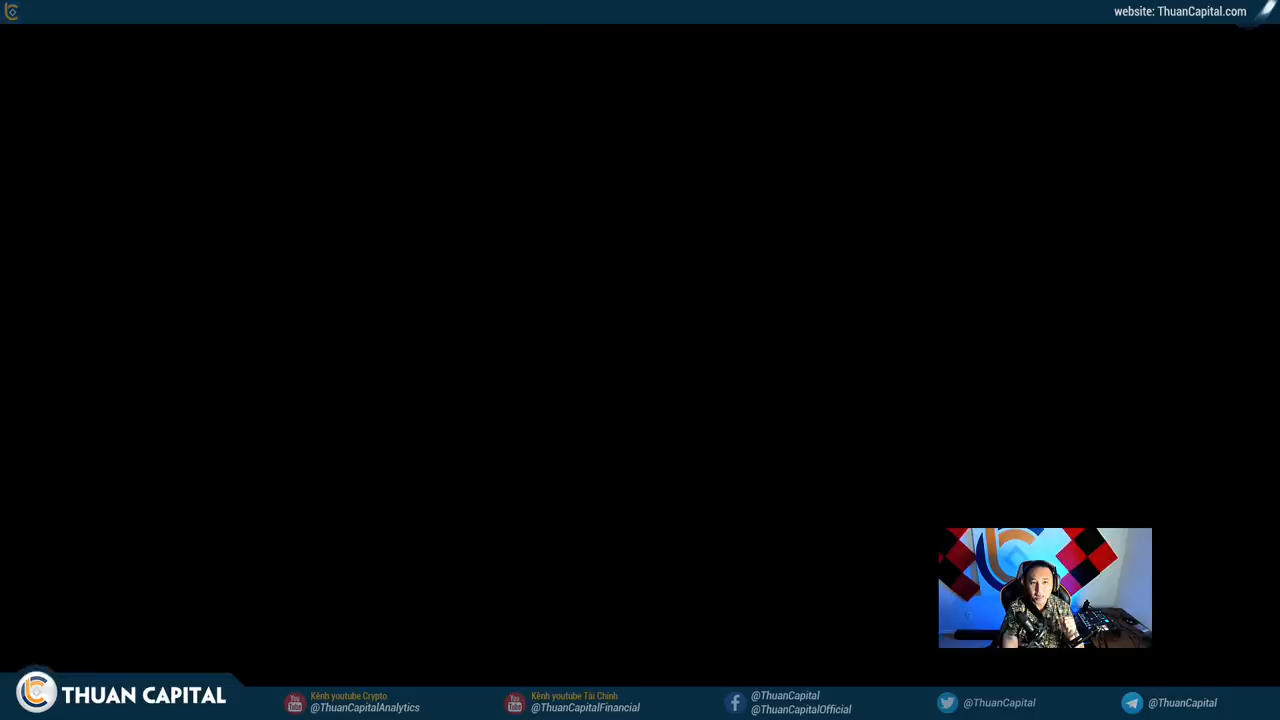 website: ThuanCapital.com
THUAN CAPITAL
Kênh youtube Crypto
@ThuanCapitalAnalytics
Kênh youtube Tài Chính
@ThuanCapitalFinancial
@ThuanCapital
@ThuanCapitalOfficial
@ThuanCapital
@ThuanCapital